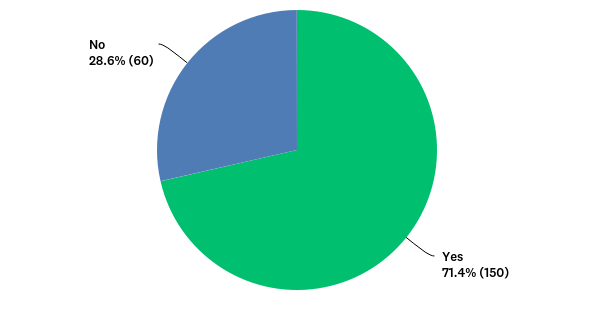 No
28.6% (60)
Yes
71.4% (150)